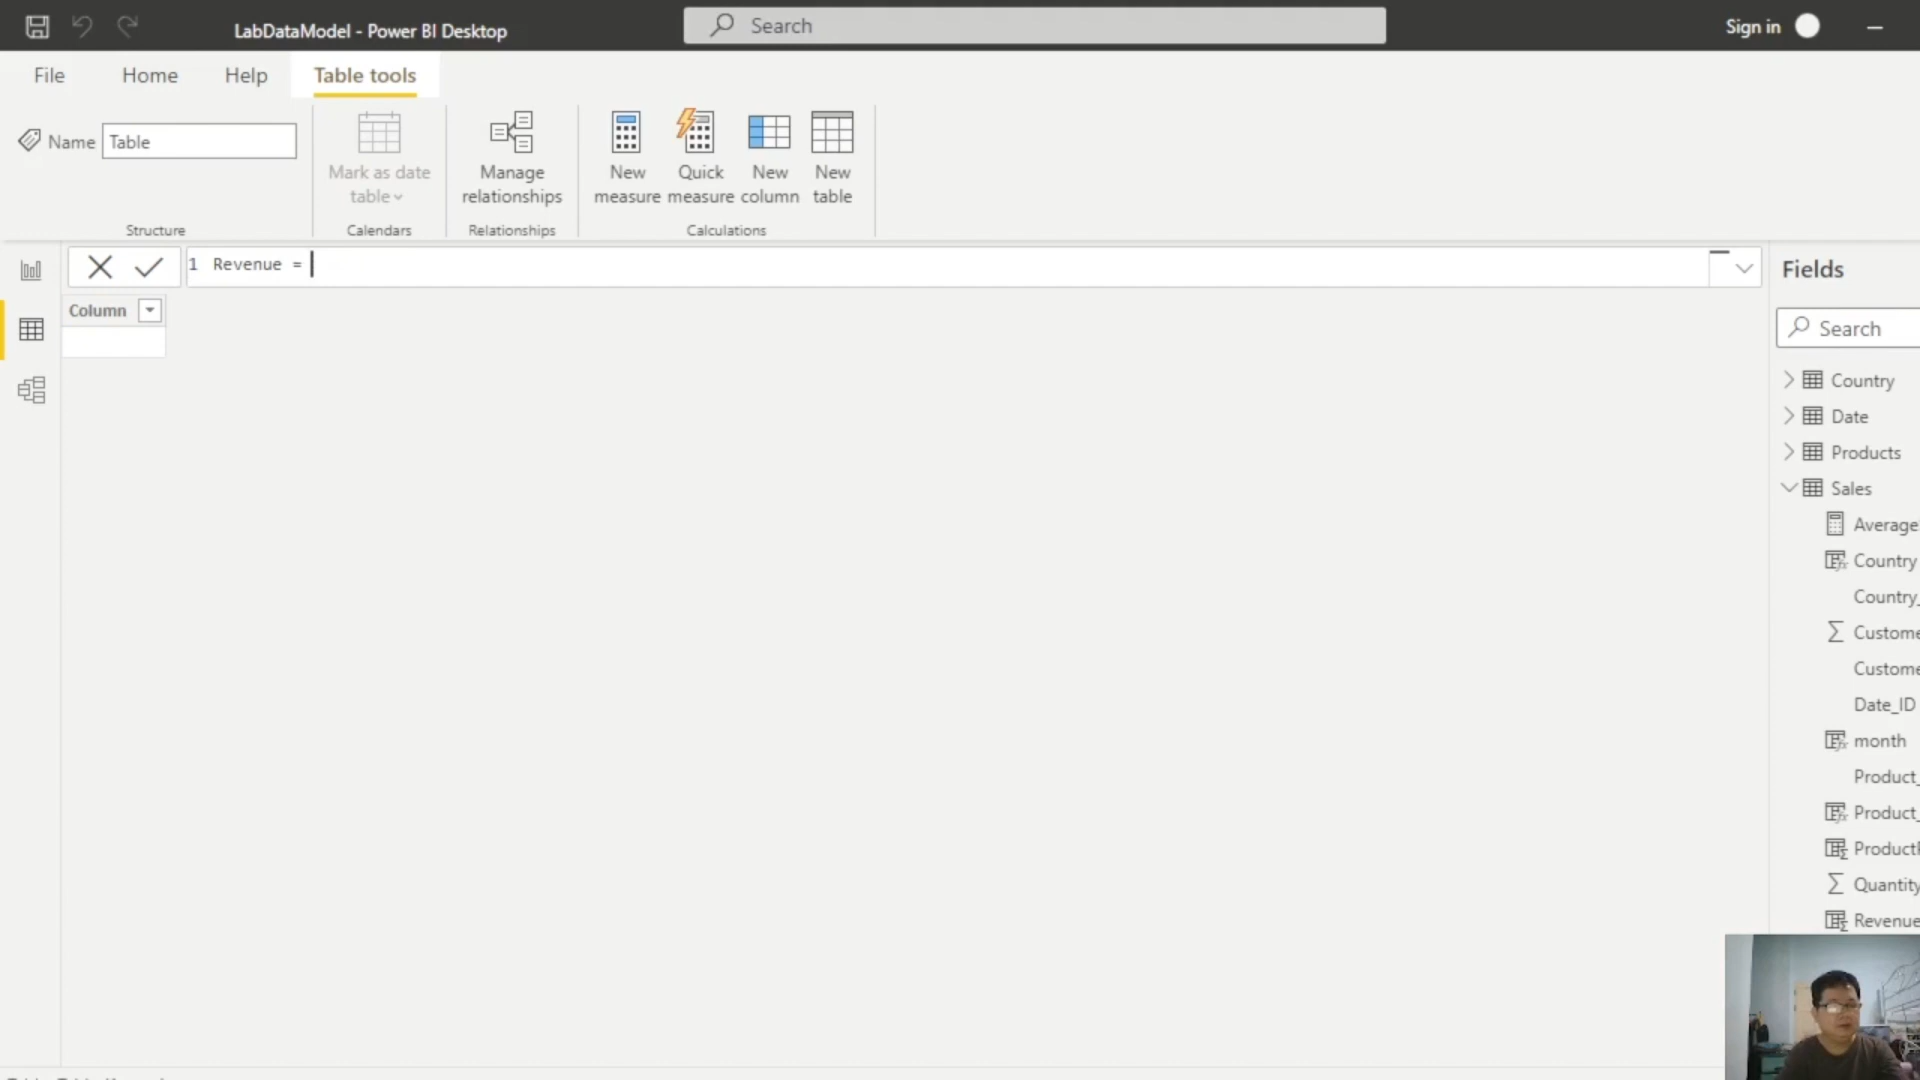 LabDataModel - Power BI Desktop
Search
Sign in
File
Home
Help
Table tools
Name
Table
Mark as date
table
Manage
relationships
New
measure
Quick
measure
New
column
New
table
Structure
Calendars
Relationships
Calculations
1 Revenue =
Fields
Column
Search
Country
Date
Products
Sales
Average
Country
Country_
Custome
Custome
Date_ID
month
Product_
Product_
Product
Quantity
Revenue